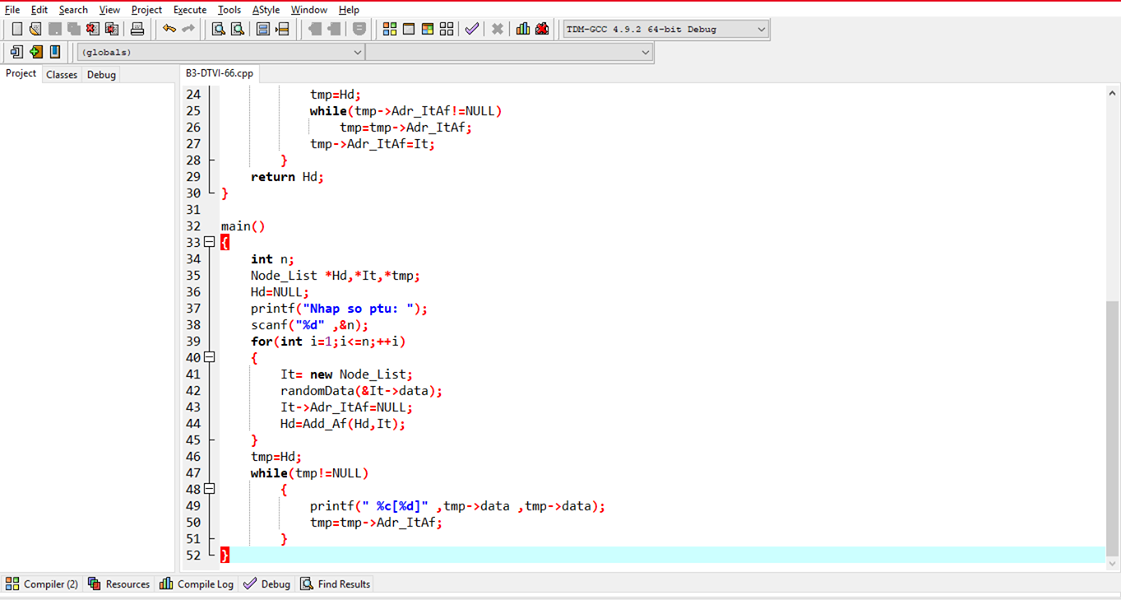 File Edit Search View Project Execute Tools AStyle Window Help
TDM-GCC 4.9.2 64-bit Debug
(globals)
Project Classes Debug B3-DTVI-66.cpp
24 tmp=Hd;
25 while(tmp->Adr_ItAf!=NULL)
26 tmp=tmp->Adr_ItAf;
27 tmp->Adr_ItAf=It;
28 }
29 return Hd;
30 }
31
32 main()
33 {
34 int n;
35 Node_List *Hd,*It,*tmp;
36 Hd=NULL;
37 printf("Nhap so ptu: ");
38 scanf("%d" ,&n);
39 for(int i=1;i<=n;++i)
40 {
41 It= new Node_List;
42 randomData(&It->data);
43 It->Adr_ItAf=NULL;
44 Hd=Add_Af(Hd,It);
45 }
46 tmp=Hd;
47 while(tmp!=NULL)
48 {
49 printf(" %c[%d]" ,tmp->data ,tmp->data);
50 tmp=tmp->Adr_ItAf;
51 }
52 }
Compiler (2) Resources Compile Log Debug Find Results